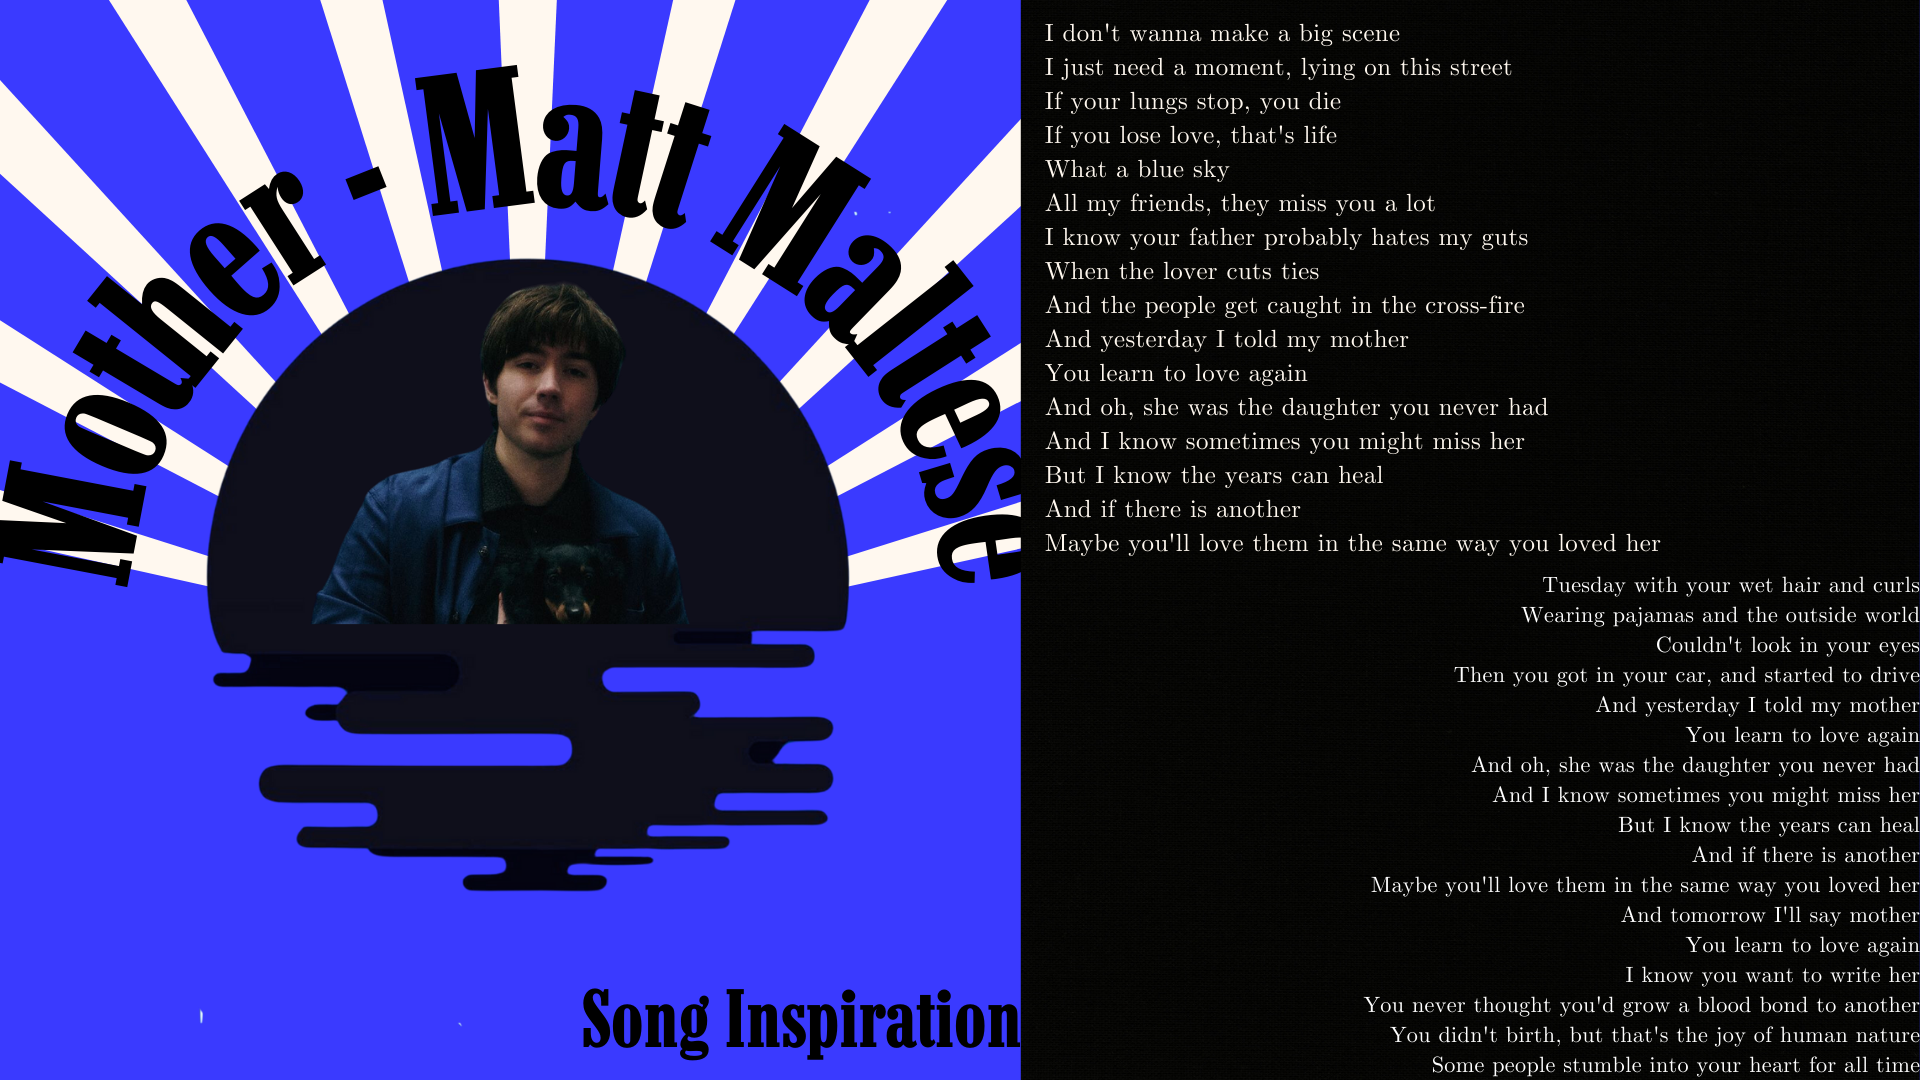 Mother - Matt Maltese
Song Inspiration
I don't wanna make a big scene
I just need a moment, lying on this street
If your lungs stop, you die
If you lose love, that's life
What a blue sky
All my friends, they miss you a lot
I know your father probably hates my guts
When the lover cuts ties
And the people get caught in the cross-fire
And yesterday I told my mother
You learn to love again
And oh, she was the daughter you never had
And I know sometimes you might miss her
But I know the years can heal
And if there is another
Maybe you'll love them in the same way you loved her
Tuesday with your wet hair and curls
Wearing pajamas and the outside world
Couldn't look in your eyes
Then you got in your car, and started to drive
And yesterday I told my mother
You learn to love again
And oh, she was the daughter you never had
And I know sometimes you might miss her
But I know the years can heal
And if there is another
Maybe you'll love them in the same way you loved her
And tomorrow I'll say mother
You learn to love again
I know you want to write her
You never thought you'd grow a blood bond to another
You didn't birth, but that's the joy of human nature
Some people stumble into your heart for all time